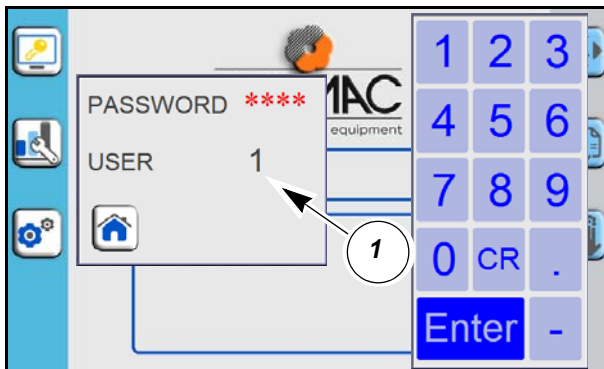 PASSWORD ****
MAC
equipment
USER 1
1
1 2 3
4 5 6
7 8 9
0 CR .
Enter -